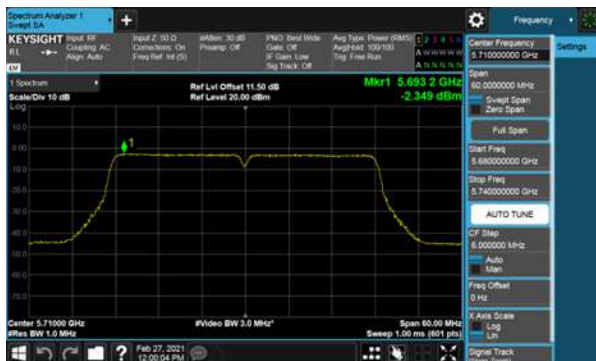 Spectrum Analyzer 1
Swept SA
+
Frequency
KEYSIGHT
Input: RF
Input Z: 50 Ω
#Atten: 30 dB
PNO: Best Wide
Avg Type: Power (RMS)
1 2 3 4 5 6
RL
Coupling: AC
Corrections: On
Preamp: Off
Gate: Off
Avg|Hold: 100/100
A W W W W W
Align: Auto
Freq Ref: Int (S)
IF Gain: Low
Trig: Free Run
Sig Track: Off
A N N N N N
1 Spectrum
Ref Lvl Offset 11.50 dB
Mkr1 5.693 2 GHz
Scale/Div 10 dB
Ref Level 20.00 dBm
-2.349 dBm
Log
10.0
0.00
1
-10.0
-20.0
-30.0
-40.0
-50.0
-60.0
-70.0
Center 5.71000 GHz
#Video BW 3.0 MHz*
Span 60.00 MHz
#Res BW 1.0 MHz
Sweep 1.00 ms (601 pts)
Feb 27, 2021
12:00:04 PM
Center Frequency
5.710000000 GHz
Settings
Span
60.0000000 MHz
Swept Span
Zero Span
Full Span
Start Freq
5.680000000 GHz
Stop Freq
5.740000000 GHz
AUTO TUNE
CF Step
6.000000 MHz
Auto
Man
Freq Offset
0 Hz
X Axis Scale
Log
Lin
Signal Track